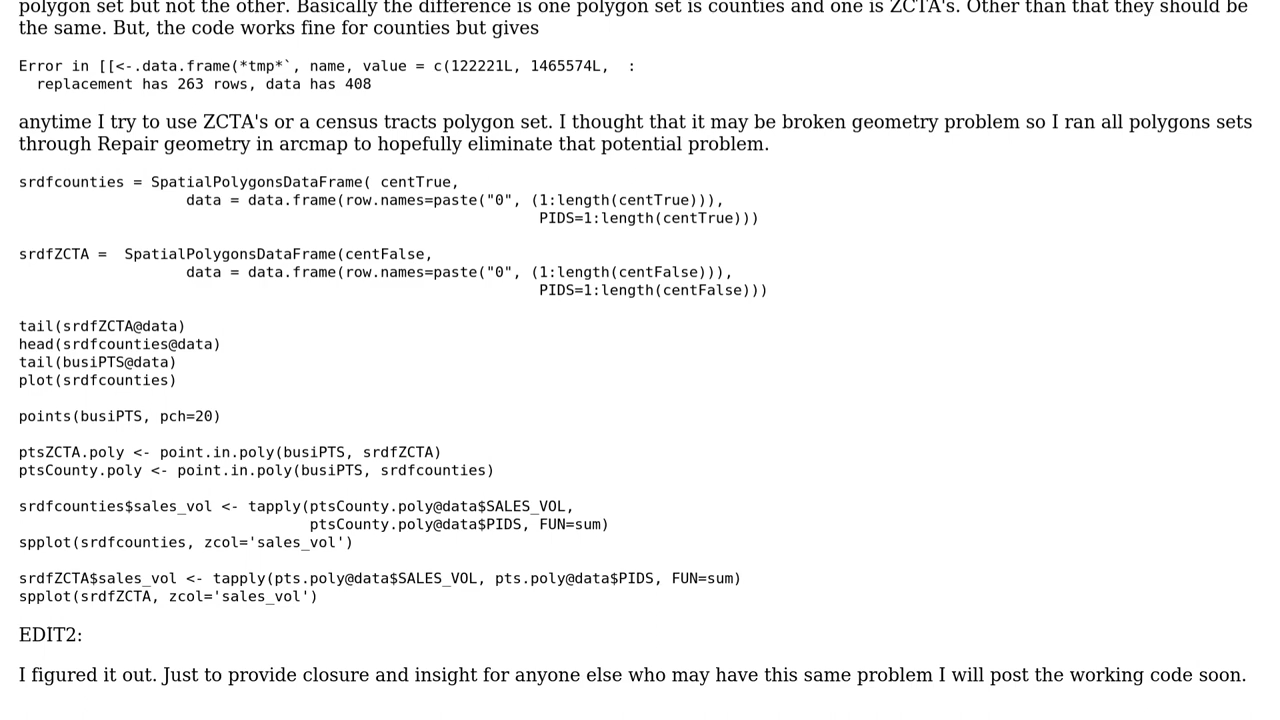 polygon set but not the other. Basically the difference is one polygon set is counties and one is ZCTA's. Other than that they should be
the same. But, the code works fine for counties but gives
Error in [[<-.data.frame(*tmp*`, name, value = c(122221L, 1465574L,  :
  replacement has 263 rows, data has 408
anytime I try to use ZCTA's or a census tracts polygon set. I thought that it may be broken geometry problem so I ran all polygons sets
through Repair geometry in arcmap to hopefully eliminate that potential problem.
srdfcounties = SpatialPolygonsDataFrame( centTrue,
                   data = data.frame(row.names=paste("0", (1:length(centTrue))),
                                                           PIDS=1:length(centTrue)))
srdfZCTA =  SpatialPolygonsDataFrame(centFalse,
                   data = data.frame(row.names=paste("0", (1:length(centFalse))),
                                                           PIDS=1:length(centFalse)))
tail(srdfZCTA@data)
head(srdfcounties@data)
tail(busiPTS@data)
plot(srdfcounties)
points(busiPTS, pch=20)
ptsZCTA.poly <- point.in.poly(busiPTS, srdfZCTA)
ptsCounty.poly <- point.in.poly(busiPTS, srdfcounties)
srdfcounties$sales_vol <- tapply(ptsCounty.poly@data$SALES_VOL,
                                 ptsCounty.poly@data$PIDS, FUN=sum)
spplot(srdfcounties, zcol='sales_vol')
srdfZCTA$sales_vol <- tapply(pts.poly@data$SALES_VOL, pts.poly@data$PIDS, FUN=sum)
spplot(srdfZCTA, zcol='sales_vol')
EDIT2:
I figured it out. Just to provide closure and insight for anyone else who may have this same problem I will post the working code soon.